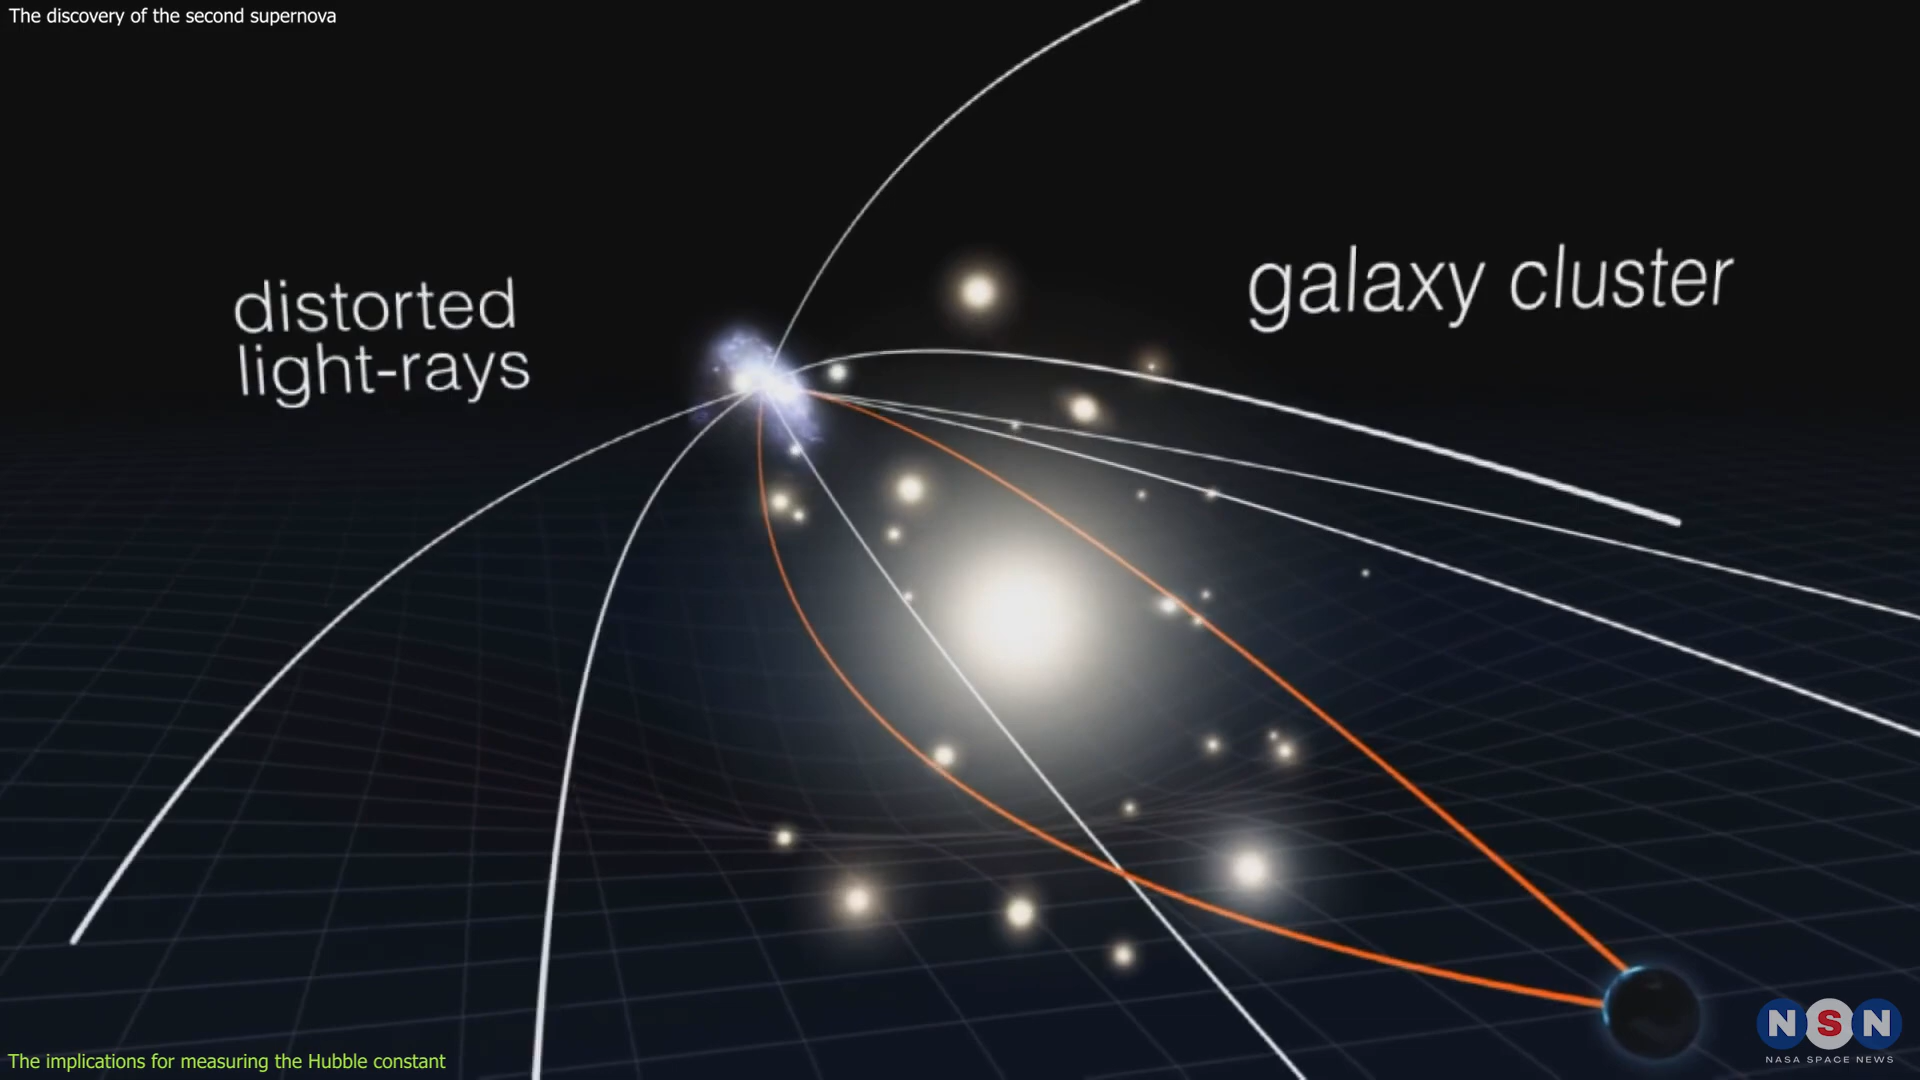 The discovery of the second supernova
distorted
light-rays
galaxy cluster
NSN
NASA SPACE NEWS
The implications for measuring the Hubble constant